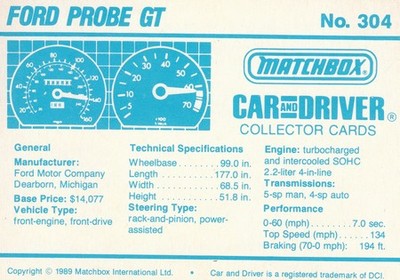 FORD PROBE GT
No. 304
MATCHBOX
CAR AND DRIVER®
COLLECTOR CARDS
General
Manufacturer:
Ford Motor Company
Dearborn, Michigan
Base Price: $14,077
Vehicle Type:
front-engine, front-drive
Technical Specifications
Wheelbase ........ 99.0 in.
Length .......... 177.0 in.
Width ........... 68.5 in.
Height .......... 51.8 in.
Steering Type:
rack-and-pinion, power-
assisted
Engine: turbocharged
and intercooled SOHC
2.2-liter 4-in-line
Transmissions:
5-sp man, 4-sp auto
Performance
0-60 (mph) ........ 7.0 sec.
Top Speed (mph) ..... 134
Braking (70-0 mph): 194 ft.
Copyright © 1989 Matchbox International Ltd. • Car and Driver is a registered trademark of DCI.